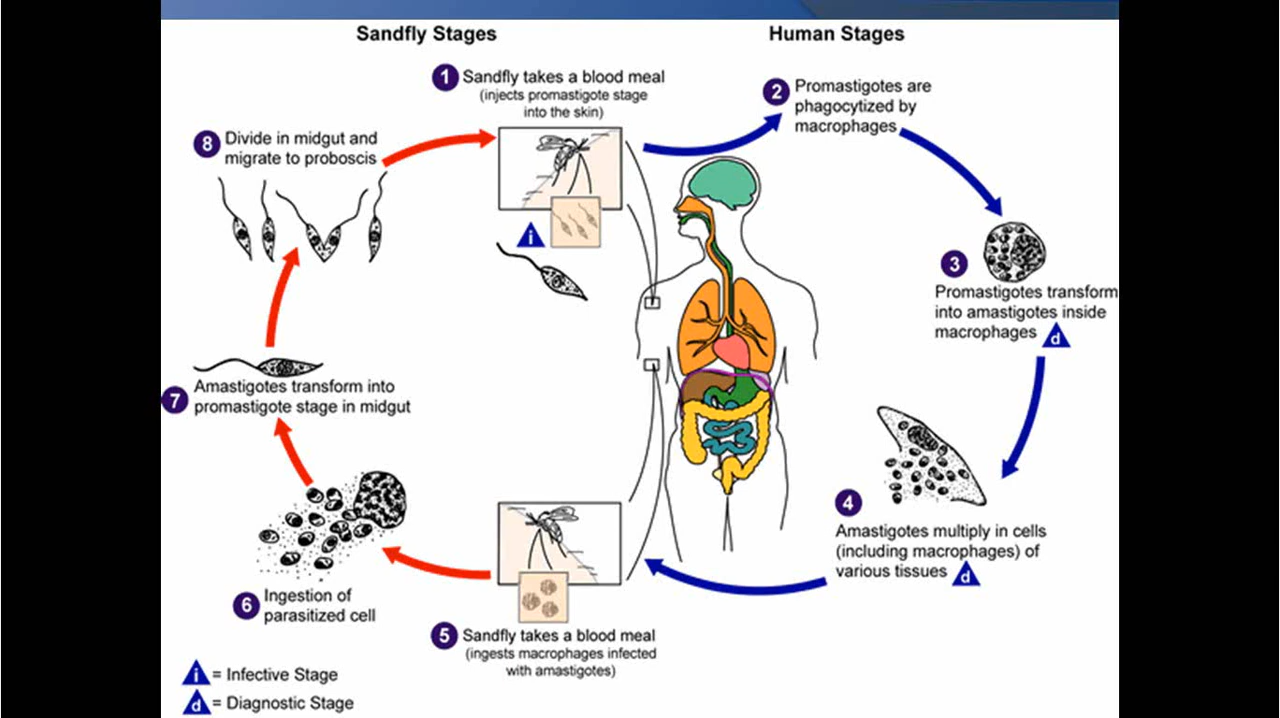 Sandfly Stages
Human Stages
1 Sandfly takes a blood meal
(injects promastigote stage
into the skin)
2 Promastigotes are
phagocytized by
macrophages
8 Divide in midgut and
migrate to proboscis
i
3
Promastigotes transform
into amastigotes inside
macrophages d
7 Amastigotes transform into
promastigote stage in midgut
4
Amastigotes multiply in cells
(including macrophages) of
various tissues d
6 Ingestion of
parasitized cell
5 Sandfly takes a blood meal
(ingests macrophages infected
with amastigotes)
i = Infective Stage
d = Diagnostic Stage